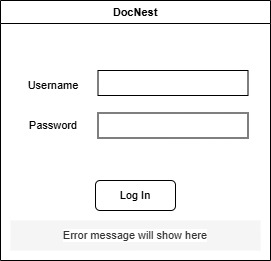 DocNest
Username
Password
Log In
Error message will show here